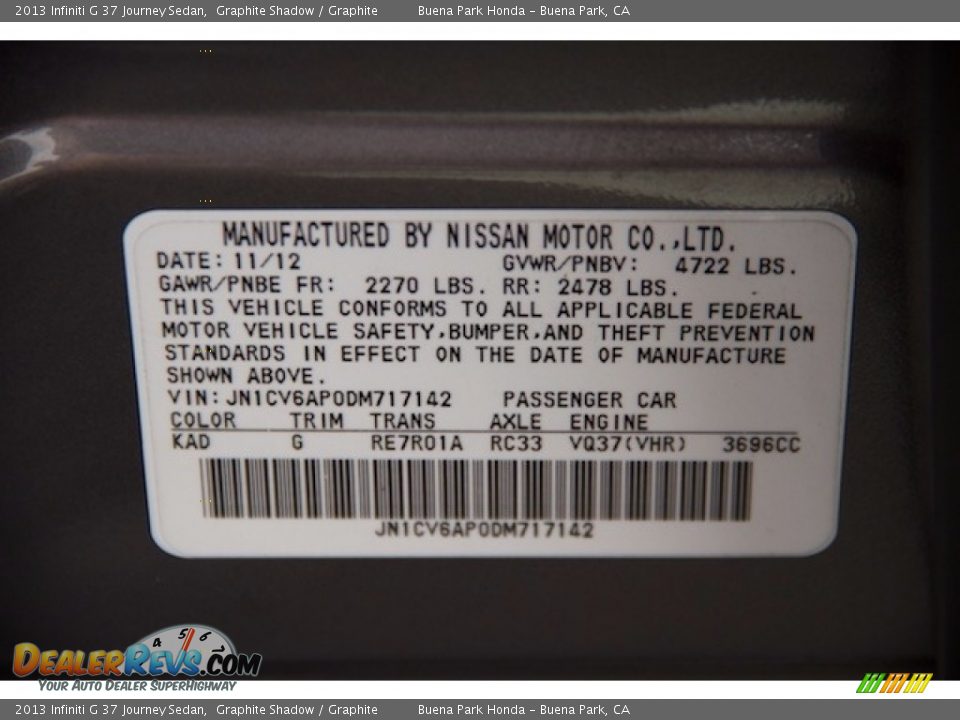 2013 Infiniti G 37 Journey Sedan,  Graphite Shadow / Graphite     Buena Park Honda - Buena Park, CA
MANUFACTURED BY NISSAN MOTOR CO.,LTD.
DATE: 11/12     GVWR/PNBV:  4722 LBS.
GAWR/PNBE FR:  2270 LBS. RR: 2478 LBS.
THIS VEHICLE CONFORMS TO ALL APPLICABLE FEDERAL
MOTOR VEHICLE SAFETY,BUMPER,AND THEFT PREVENTION
STANDARDS IN EFFECT ON THE DATE OF MANUFACTURE
SHOWN ABOVE.
VIN: JN1CV6AP0DM717142     PASSENGER CAR
COLOR     TRIM  TRANS     AXLE  ENGINE
KAD     G     RE7R01A  RC33  VQ37(VHR)  3696CC
JN1CV6AP0DM717142
4 5 6
DEALERREVS.COM
YOUR AUTO DEALER SUPERHIGHWAY
2013 Infiniti G 37 Journey Sedan,  Graphite Shadow / Graphite     Buena Park Honda - Buena Park, CA